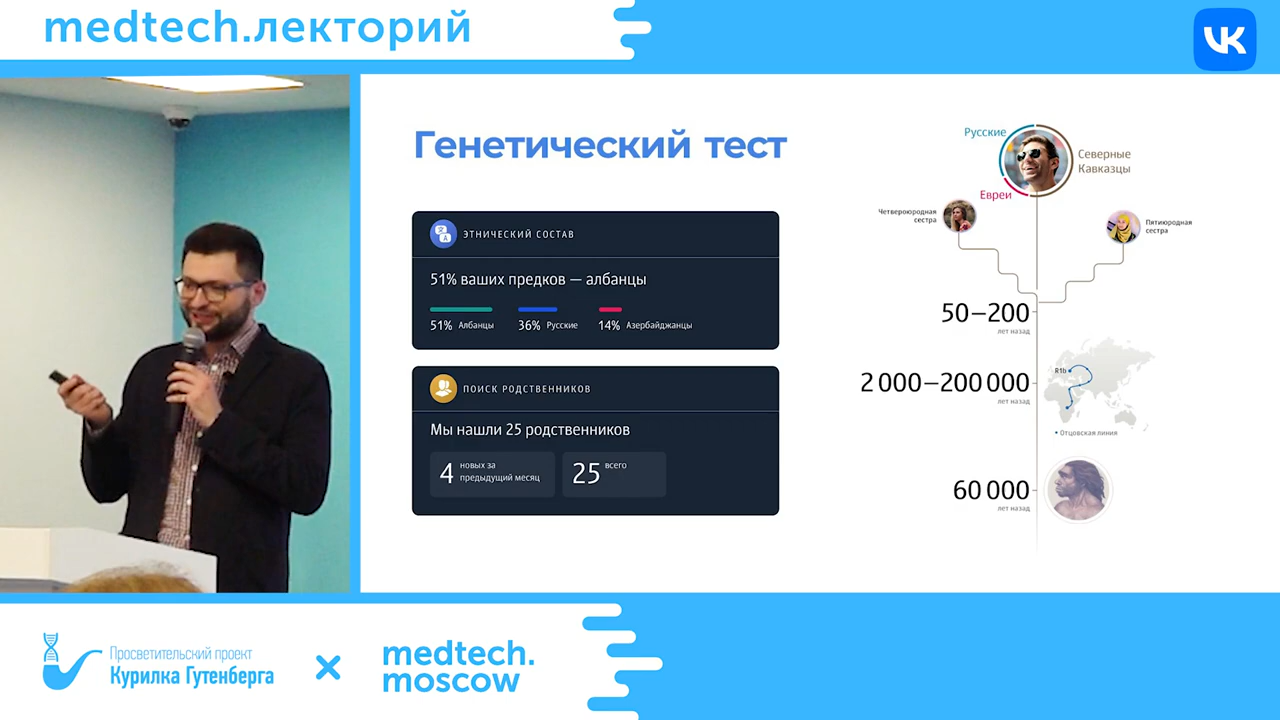 medtech.лекторий
VK
Генетический тест
ЭТНИЧЕСКИЙ СОСТАВ
51% ваших предков — албанцы
51% Албанцы
36% Русские
14% Азербайджанцы
ПОИСК РОДСТВЕННИКОВ
Мы нашли 25 родственников
4 новых за
предыдущий месяц
25 всего
Русские
Северные
Кавказцы
Евреи
Четвероюродная
сестра
Пятиюродная
сестра
50–200
лет назад
2 000–200 000
лет назад
R1b
• Отцовская линия
60 000
лет назад
Просветительский проект
Курилка Гутенберга
medtech.
moscow